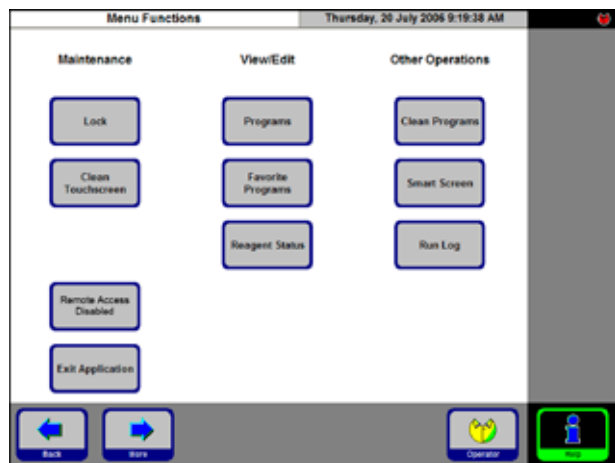 Menu Functions
Thursday, 20 July 2006 9:19:38 AM
Maintenance
View/Edit
Other Operations
Lock
Programs
Clean Programs
Clean
Touchscreen
Favorite
Programs
Smart Screen
Reagent Status
Run Log
Remote Access
Disabled
Exit Application
Back
More
Operator
Help